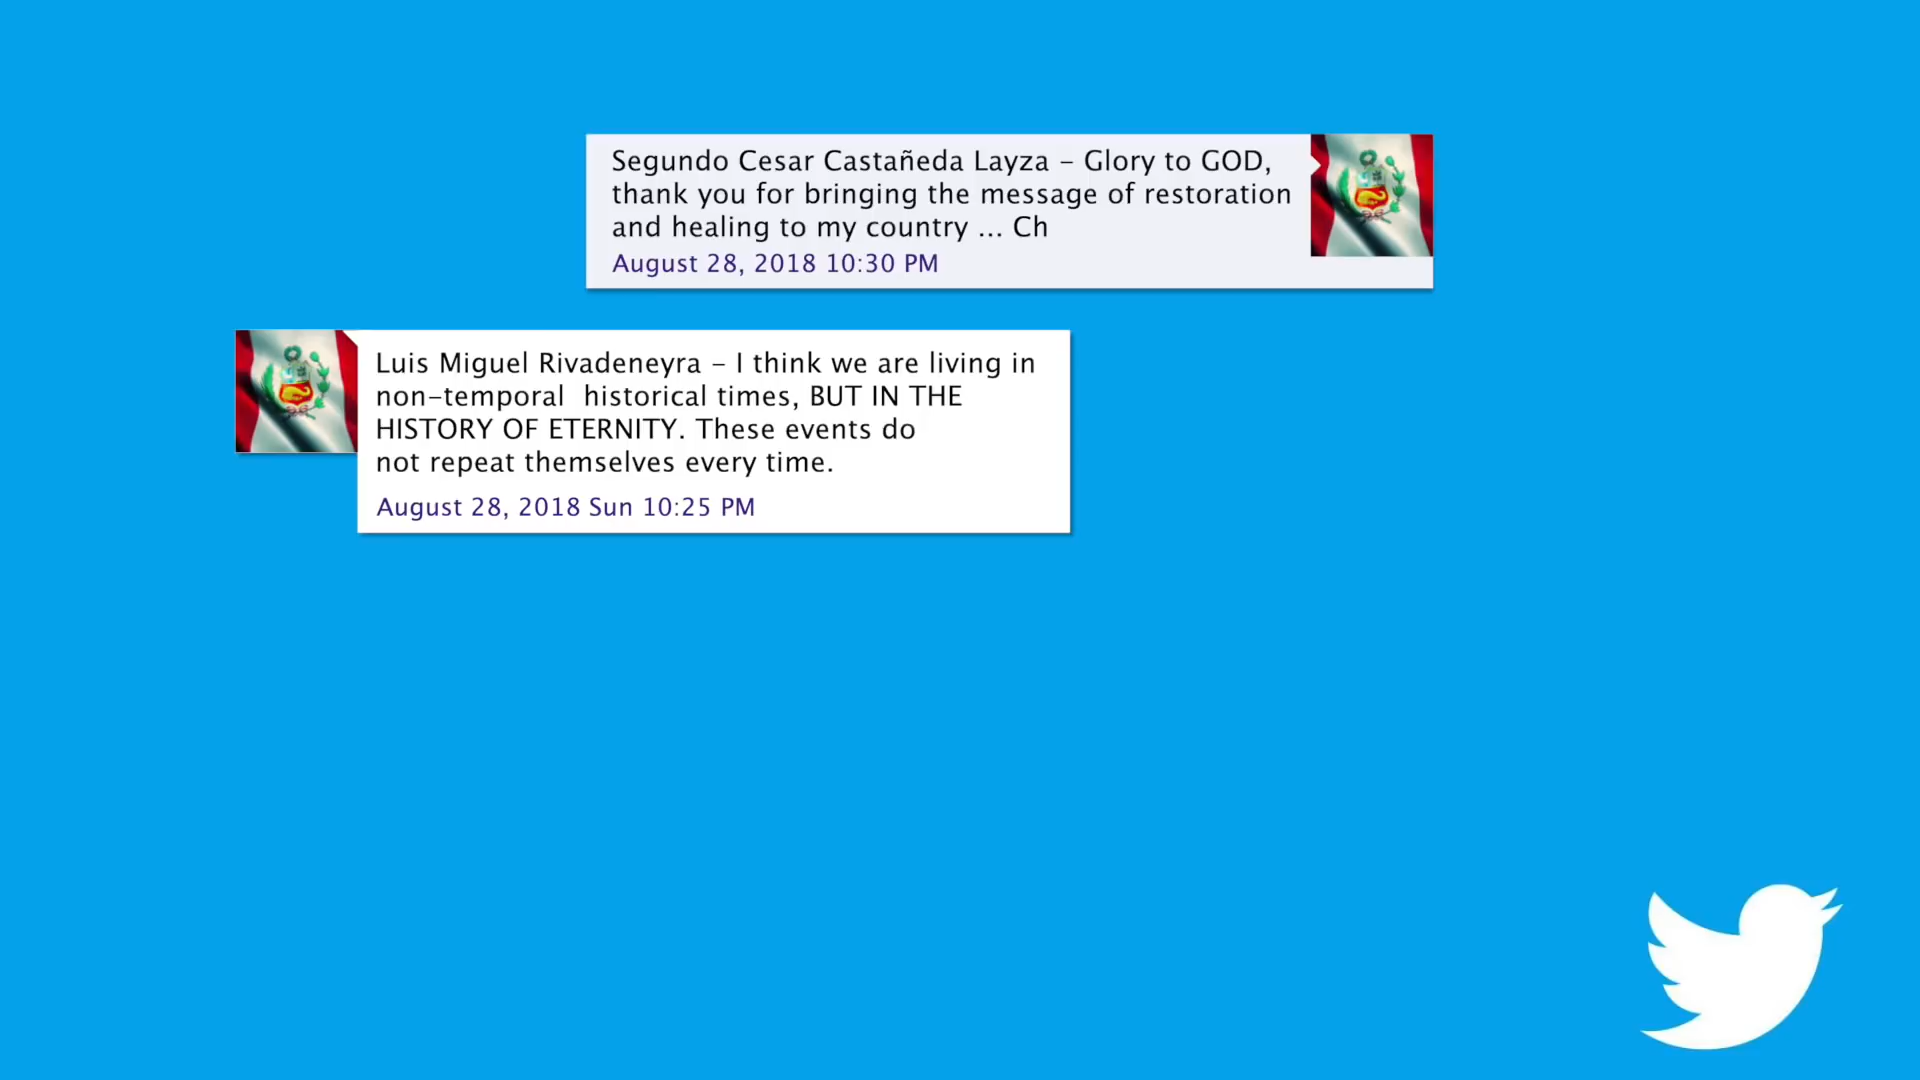 Segundo Cesar Castañeda Layza – Glory to GOD,
thank you for bringing the message of restoration
and healing to my country ... Ch
August 28, 2018 10:30 PM
Luis Miguel Rivadeneyra – I think we are living in
non-temporal  historical times, BUT IN THE
HISTORY OF ETERNITY. These events do
not repeat themselves every time.
August 28, 2018 Sun 10:25 PM